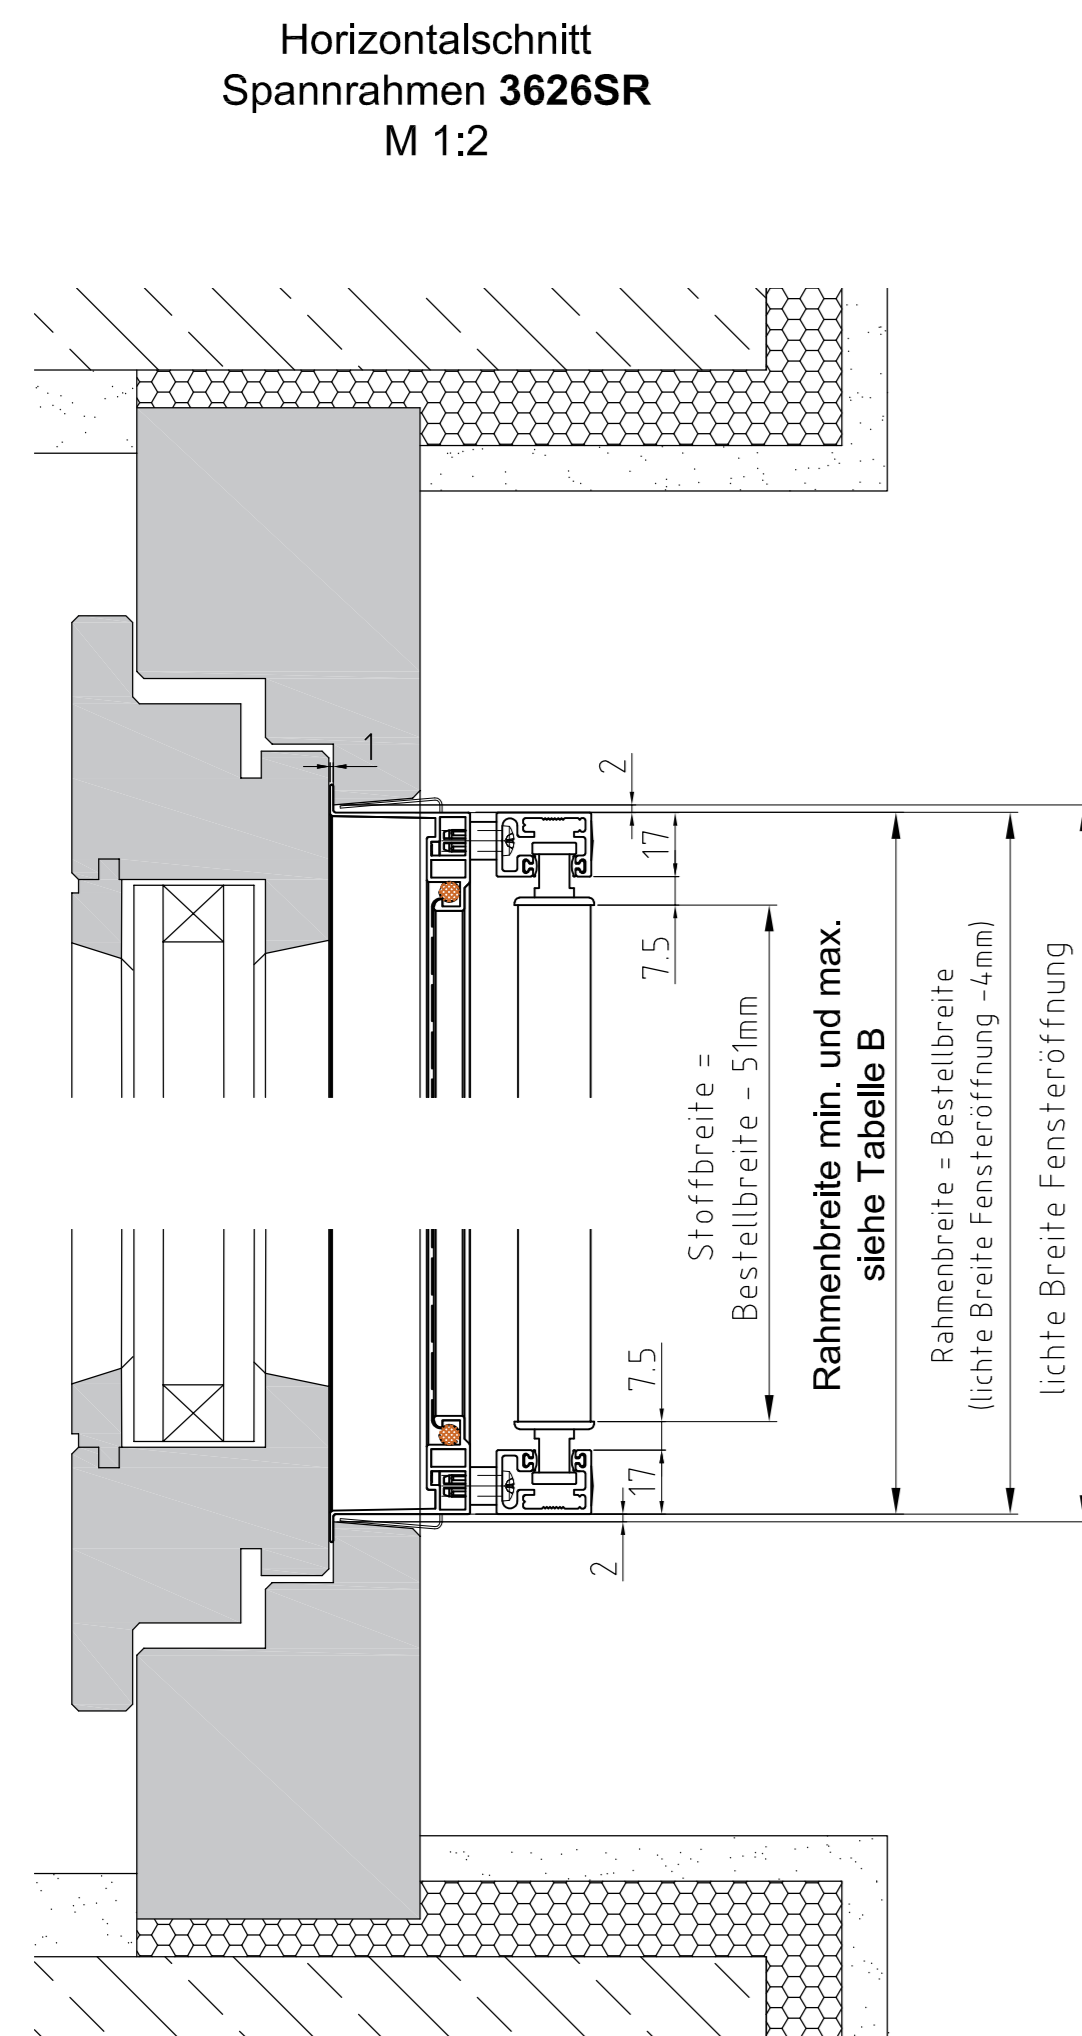 Horizontalschnitt
Spannrahmen 3626SR
M 1:2
1
2
17
7.5
Stoffbreite =
Bestellbreite - 51mm
Rahmenbreite min. und max.
siehe Tabelle B
Rahmenbreite = Bestellbreite
(lichte Breite Fensteröffnung -4mm)
lichte Breite Fensteröffnung
7.5
17
2